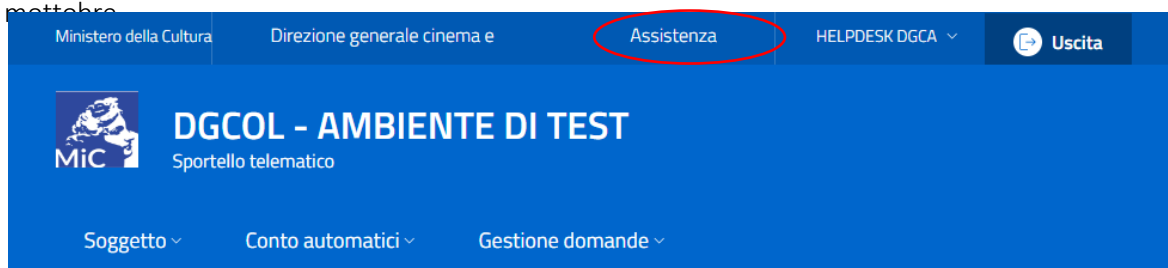 Ministero della Cultura Direzione generale cinema e Assistenza HELPDESK DGCA Uscita
MiC
DGCOL - AMBIENTE DI TEST
Sportello telematico
Soggetto Conto automatici Gestione domande